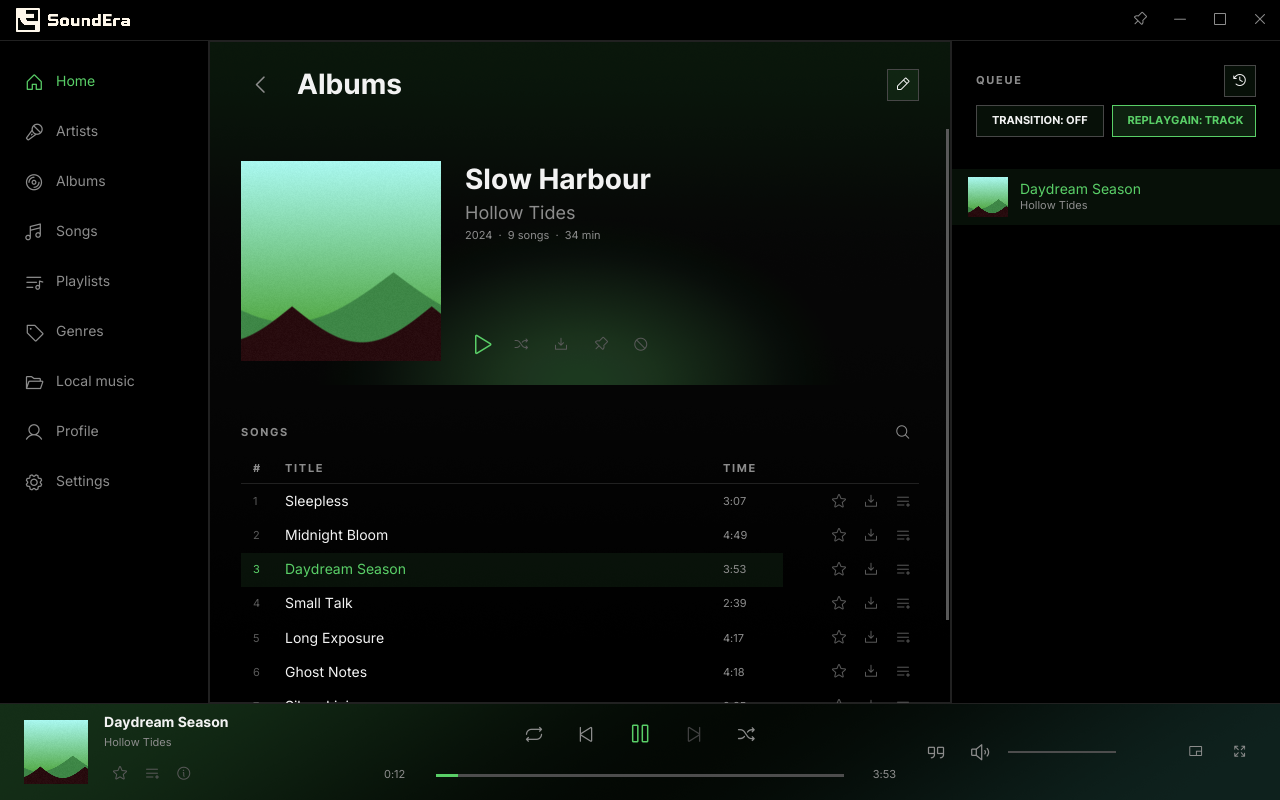 SoundEra
Home
Artists
Albums
Songs
Playlists
Genres
Local music
Profile
Settings
Albums
Slow Harbour
Hollow Tides
2024 · 9 songs · 34 min
SONGS
# TITLE TIME
1 Sleepless 3:07
2 Midnight Bloom 4:49
3 Daydream Season 3:53
4 Small Talk 2:39
5 Long Exposure 4:17
6 Ghost Notes 4:18
QUEUE
TRANSITION: OFF
REPLAYGAIN: TRACK
Daydream Season
Hollow Tides
Daydream Season
Hollow Tides
0:12
3:53